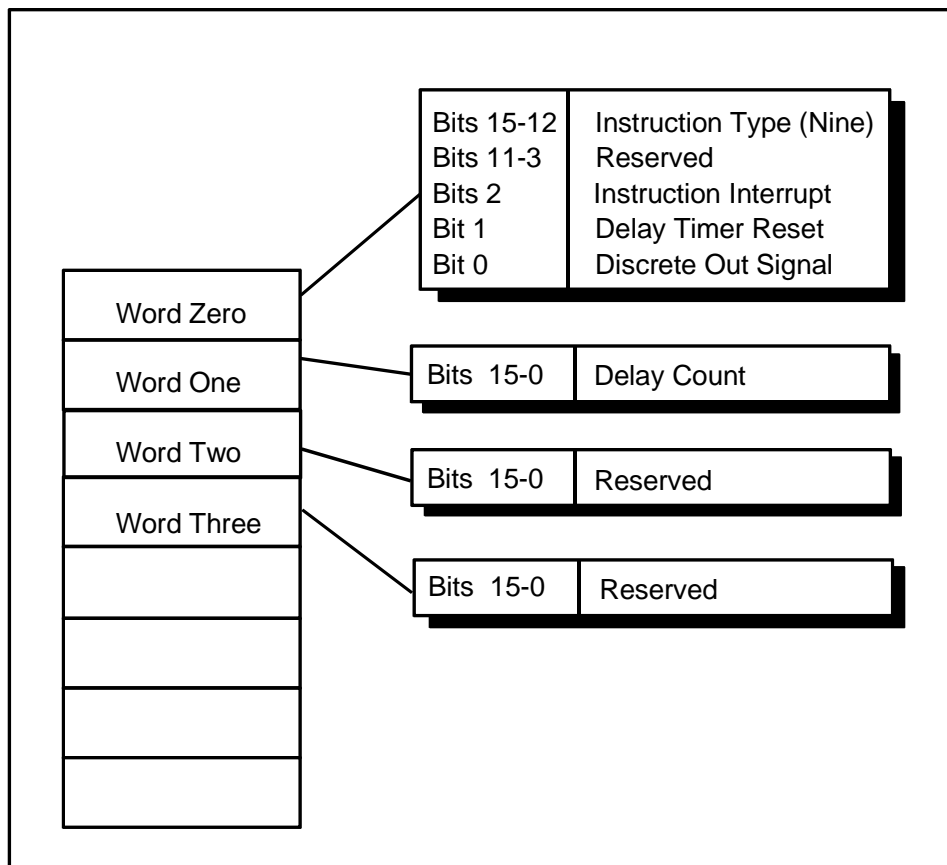 Bits 15-12 Instruction Type (Nine)
Bits 11-3 Reserved
Bits 2 Instruction Interrupt
Bit 1 Delay Timer Reset
Bit 0 Discrete Out Signal
Word Zero
Word One
Bits 15-0 Delay Count
Word Two
Bits 15-0 Reserved
Word Three
Bits 15-0 Reserved